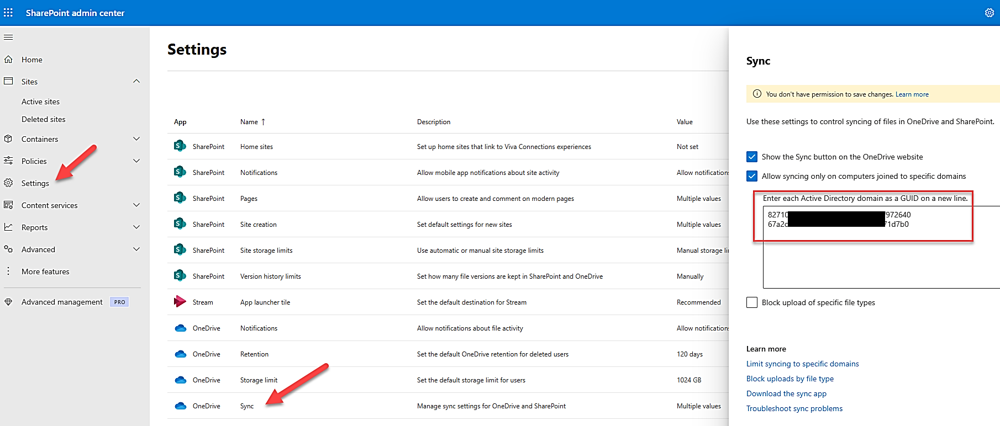 SharePoint admin center
Home
Sites
Active sites
Deleted sites
Containers
Policies
Settings
Content services
Reports
Advanced
More features
Advanced management PRO
Settings
App Name ↑ Description Value
SharePoint Home sites Set up home sites that link to Viva Connections experiences Not set
SharePoint Notifications Allow mobile app notifications about site activity Allow notifications
SharePoint Pages Allow users to create and comment on modern pages Multiple values
SharePoint Site creation Set default settings for new sites Multiple values
SharePoint Site storage limits Use automatic or manual site storage limits Manual storage li
SharePoint Version history limits Set how many file versions are kept in SharePoint and OneDrive Manually
Stream App launcher tile Set the default destination for Stream Recommended
OneDrive Notifications Allow notifications about file activity Allow notifications
OneDrive Retention Set the default OneDrive retention for deleted users 120 days
OneDrive Storage limit Set the default storage limit for users 1024 GB
OneDrive Sync Manage sync settings for OneDrive and SharePoint Multiple values
Sync
You don't have permission to save changes. Learn more
Use these settings to control syncing of files in OneDrive and SharePoint.
Show the Sync button on the OneDrive website
Allow syncing only on computers joined to specific domains
Enter each Active Directory domain as a GUID on a new line.
82710 f972640
67a2c 71d7b0
Block upload of specific file types
Learn more
Limit syncing to specific domains
Block uploads by file type
Download the sync app
Troubleshoot sync problems